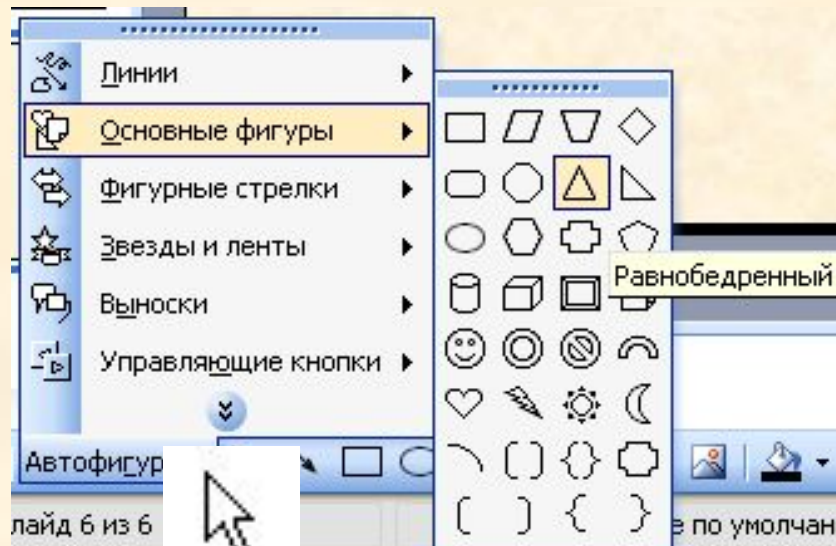 Линии
Основные фигуры
Фигурные стрелки
Звезды и ленты
Выноски
Управляющие кнопки
Равнобедренный
Автофигур
лайд 6 из 6
е по умолчан